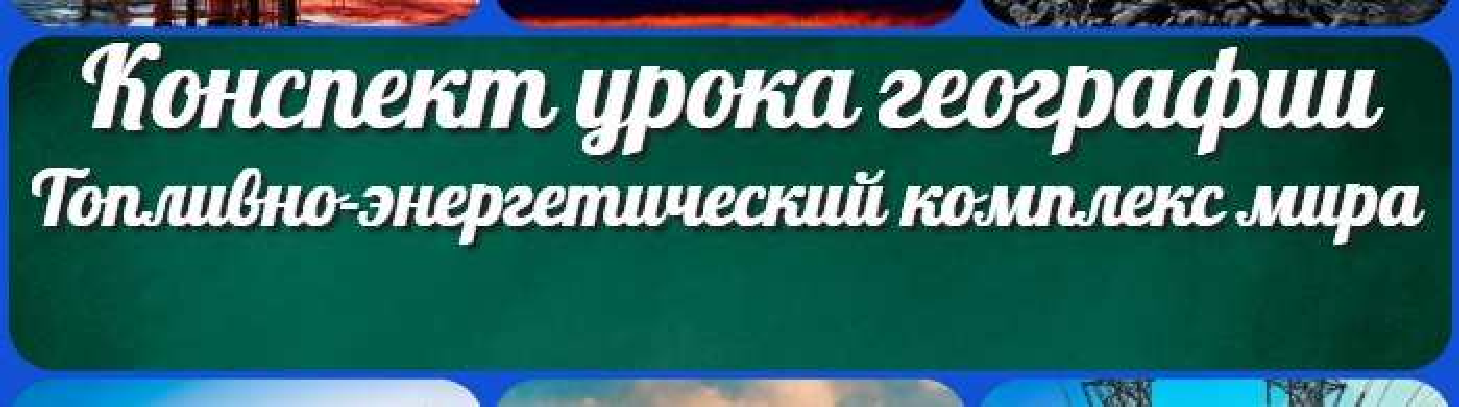 Конспект урока географии
Топливно-энергетический комплекс мира